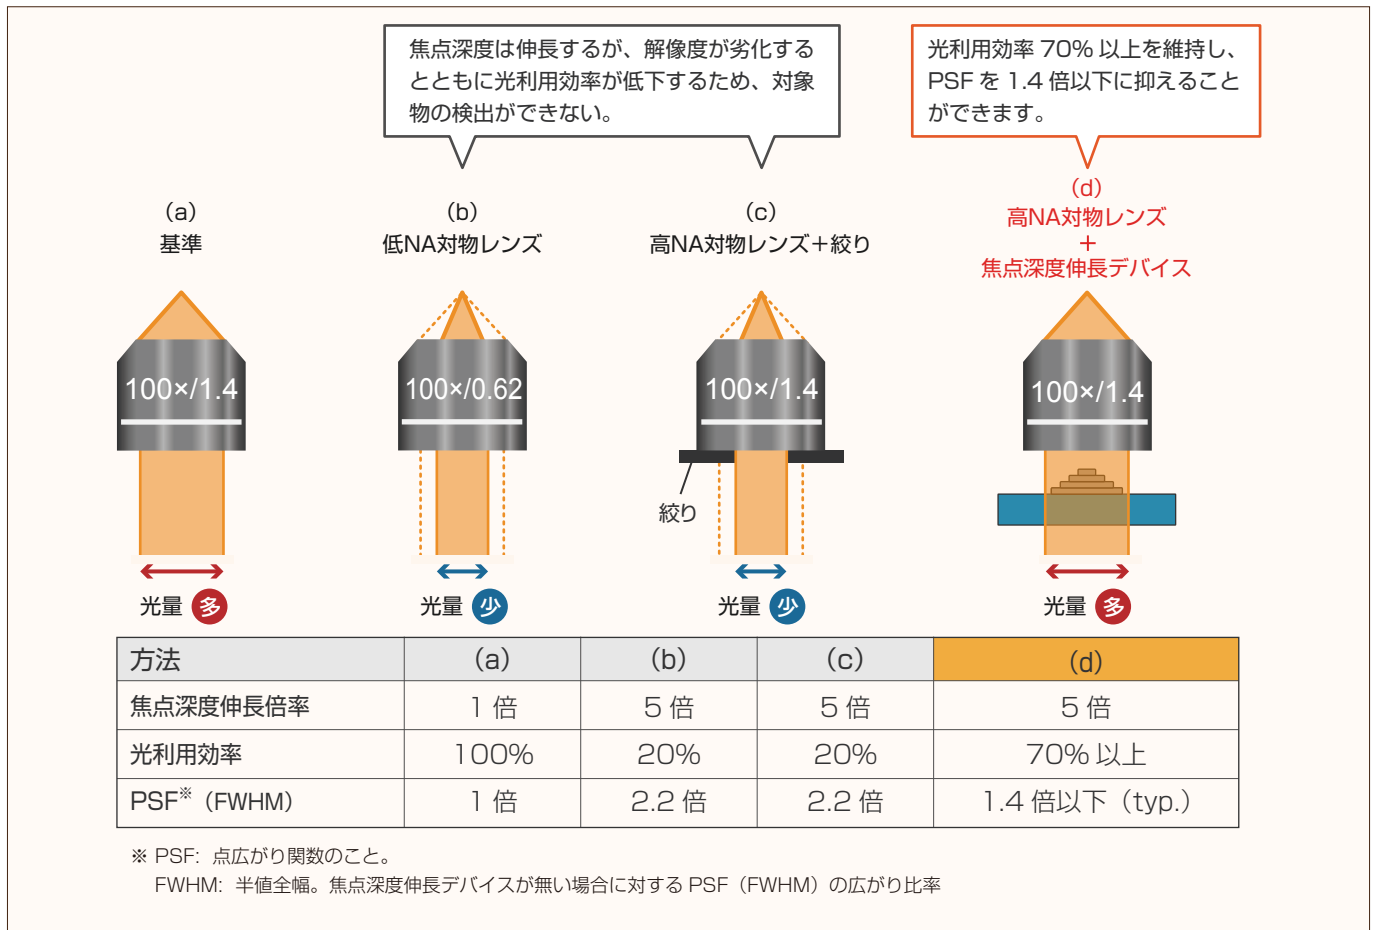 焦点深度は伸長するが、解像度が劣化する
とともに光利用効率が低下するため、対象
物の検出ができない。
光利用効率 70% 以上を維持し、
PSF を 1.4 倍以下に抑えること
ができます。
(a)
基準
(b)
低NA対物レンズ
(c)
高NA対物レンズ＋絞り
(d)
高NA対物レンズ
＋
焦点深度伸長デバイス
100×/1.4
100×/0.62
100×/1.4
100×/1.4
絞り
光量 多
光量 少
光量 少
光量 多
方法 (a) (b) (c) (d)
焦点深度伸長倍率 1 倍 5 倍 5 倍 5 倍
光利用効率 100% 20% 20% 70% 以上
PSF※（FWHM） 1 倍 2.2 倍 2.2 倍 1.4 倍以下（typ.）
※ PSF: 点広がり関数のこと。
FWHM: 半値全幅。焦点深度伸長デバイスが無い場合に対する PSF（FWHM）の広がり比率